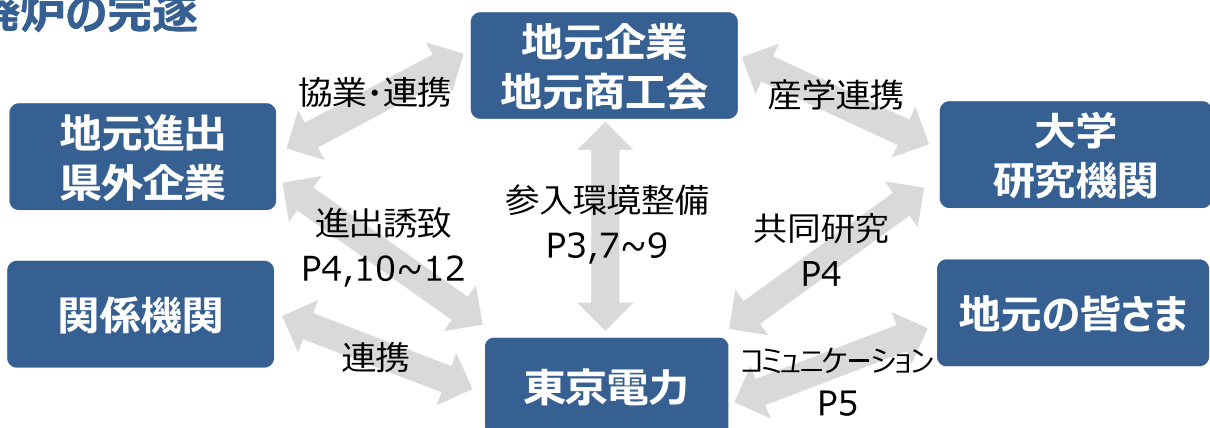 廃炉の完遂
地元企業
地元商工会
協業・連携
産学連携
地元進出
県外企業
大学
研究機関
参入環境整備
P3,7~9
進出誘致
P4,10~12
共同研究
P4
関係機関
地元の皆さま
連携
東京電力
コミュニケーション
P5